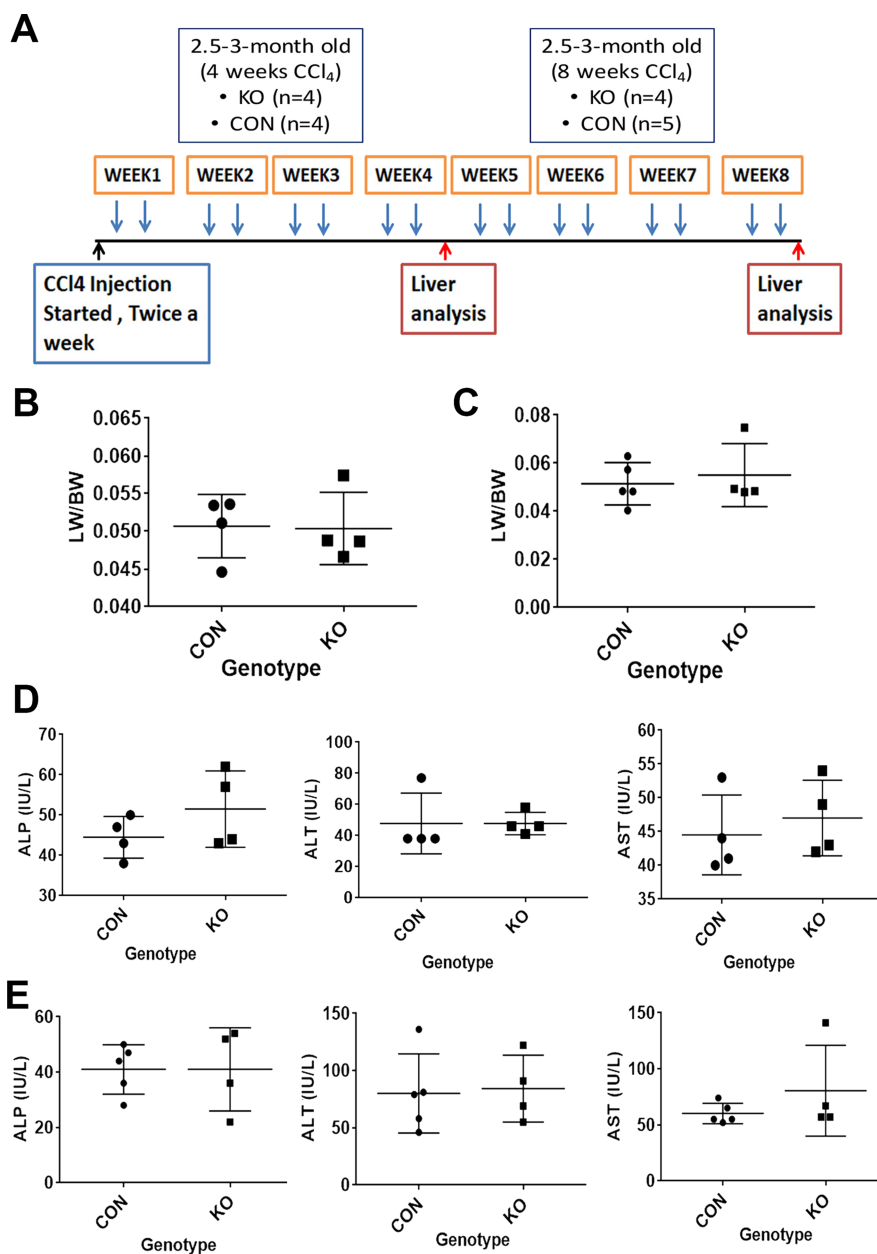 A
2.5-3-month old
(4 weeks CCl₄)
• KO (n=4)
• CON (n=4)
2.5-3-month old
(8 weeks CCl₄)
• KO (n=4)
• CON (n=5)
WEEK1 WEEK2 WEEK3 WEEK4 WEEK5 WEEK6 WEEK7 WEEK8
CCl4 Injection
Started , Twice a
week
Liver
analysis
Liver
analysis
B
LW/BW
0.065
0.060
0.055
0.050
0.045
0.040
CON KO
Genotype
C
LW/BW
0.08
0.06
0.04
0.02
0.00
CON KO
Genotype
D
ALP (IU/L)
70
60
50
40
30
CON KO
Genotype
ALT (IU/L)
100
80
60
40
20
0
CON KO
Genotype
AST (IU/L)
60
55
50
45
40
35
CON KO
Genotype
E
ALP (IU/L)
60
40
20
0
CON KO
Genotype
ALT (IU/L)
150
100
50
0
CON KO
Genotype
AST (IU/L)
150
100
50
0
CON KO
Genotype